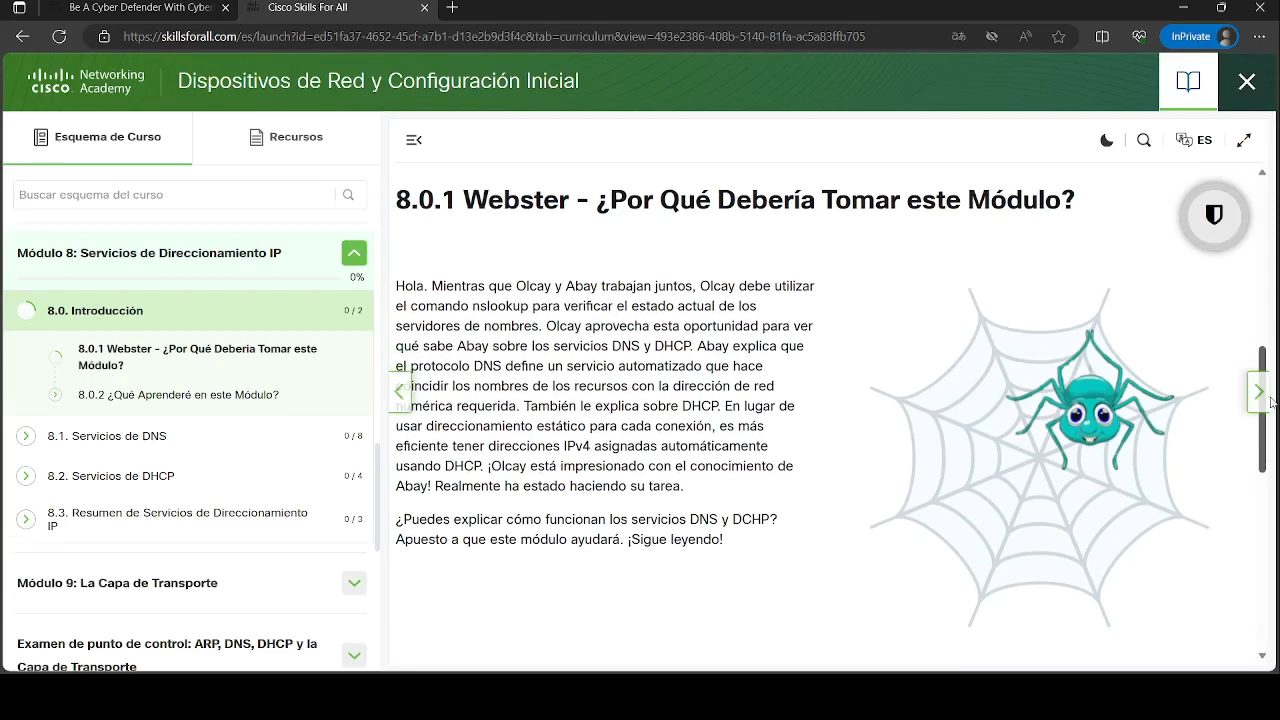 Be A Cyber Defender With Cyber
Cisco Skills For All
https://skillsforall.com/es/launch?id=ed51fa37-4652-45cf-a7b1-d13e2b9d3f4c&tab=curriculum&view=493e2386-408b-5140-81fa-ac5a83ffb705
InPrivate
Networking
Academy
CISCO
Dispositivos de Red y Configuración Inicial
Esquema de Curso
Recursos
ES
Buscar esquema del curso
Módulo 8: Servicios de Direccionamiento IP
0%
8.0. Introducción
0 / 2
8.0.1 Webster - ¿Por Qué Debería Tomar este
Módulo?
8.0.2 ¿Qué Aprenderé en este Módulo?
8.1. Servicios de DNS
0 / 8
8.2. Servicios de DHCP
0 / 4
8.3. Resumen de Servicios de Direccionamiento
IP
0 / 3
Módulo 9: La Capa de Transporte
Examen de punto de control: ARP, DNS, DHCP y la
Capa de Transporte
8.0.1 Webster - ¿Por Qué Debería Tomar este Módulo?
Hola. Mientras que Olcay y Abay trabajan juntos, Olcay debe utilizar
el comando nslookup para verificar el estado actual de los
servidores de nombres. Olcay aprovecha esta oportunidad para ver
qué sabe Abay sobre los servicios DNS y DHCP. Abay explica que
el protocolo DNS define un servicio automatizado que hace
coincidir los nombres de los recursos con la dirección de red
numérica requerida. También le explica sobre DHCP. En lugar de
usar direccionamiento estático para cada conexión, es más
eficiente tener direcciones IPv4 asignadas automáticamente
usando DHCP. ¡Olcay está impresionado con el conocimiento de
Abay! Realmente ha estado haciendo su tarea.
¿Puedes explicar cómo funcionan los servicios DNS y DCHP?
Apuesto a que este módulo ayudará. ¡Sigue leyendo!